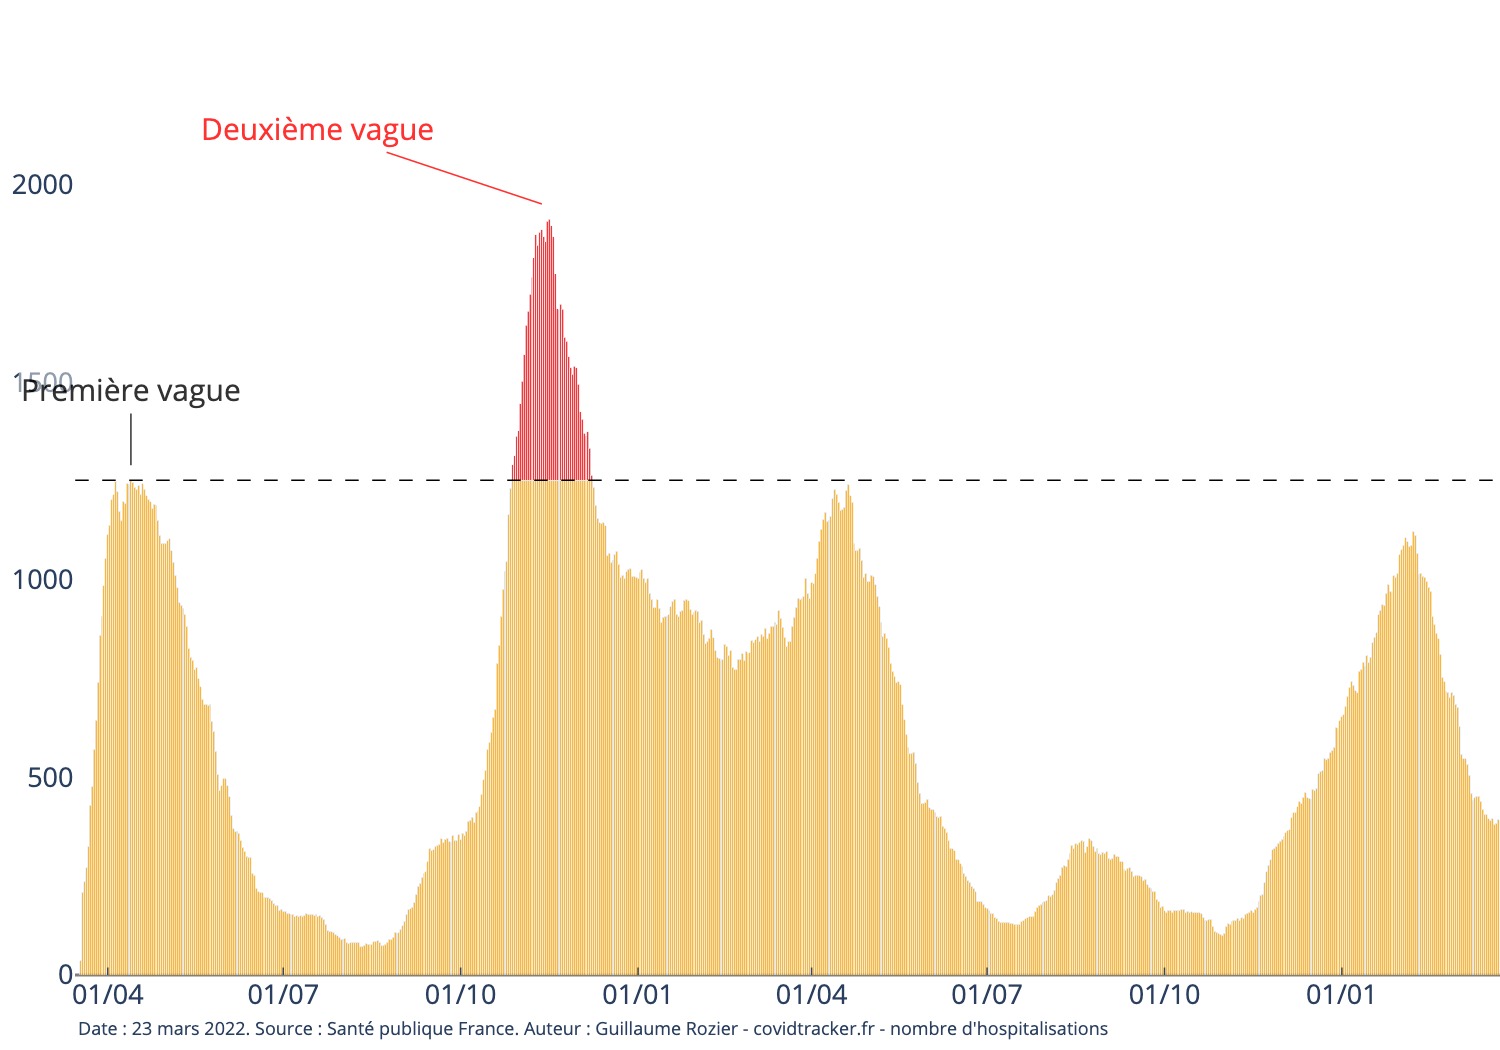 Deuxième vague
2000
1500
Première vague
1000
500
0
01/04 01/07 01/10 01/01 01/04 01/07 01/10 01/01
Date : 23 mars 2022. Source : Santé publique France. Auteur : Guillaume Rozier - covidtracker.fr - nombre d'hospitalisations